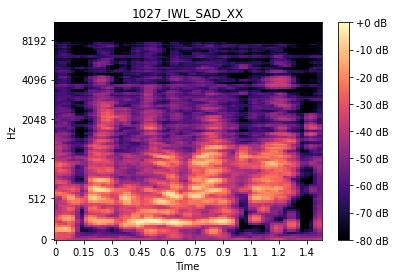 1027_IWL_SAD_XX
8192
4096
2048
1024
512
0
Hz
0 0.15 0.3 0.45 0.6 0.75 0.9 1.1 1.2 1.4
Time
+0 dB
-10 dB
-20 dB
-30 dB
-40 dB
-50 dB
-60 dB
-70 dB
-80 dB